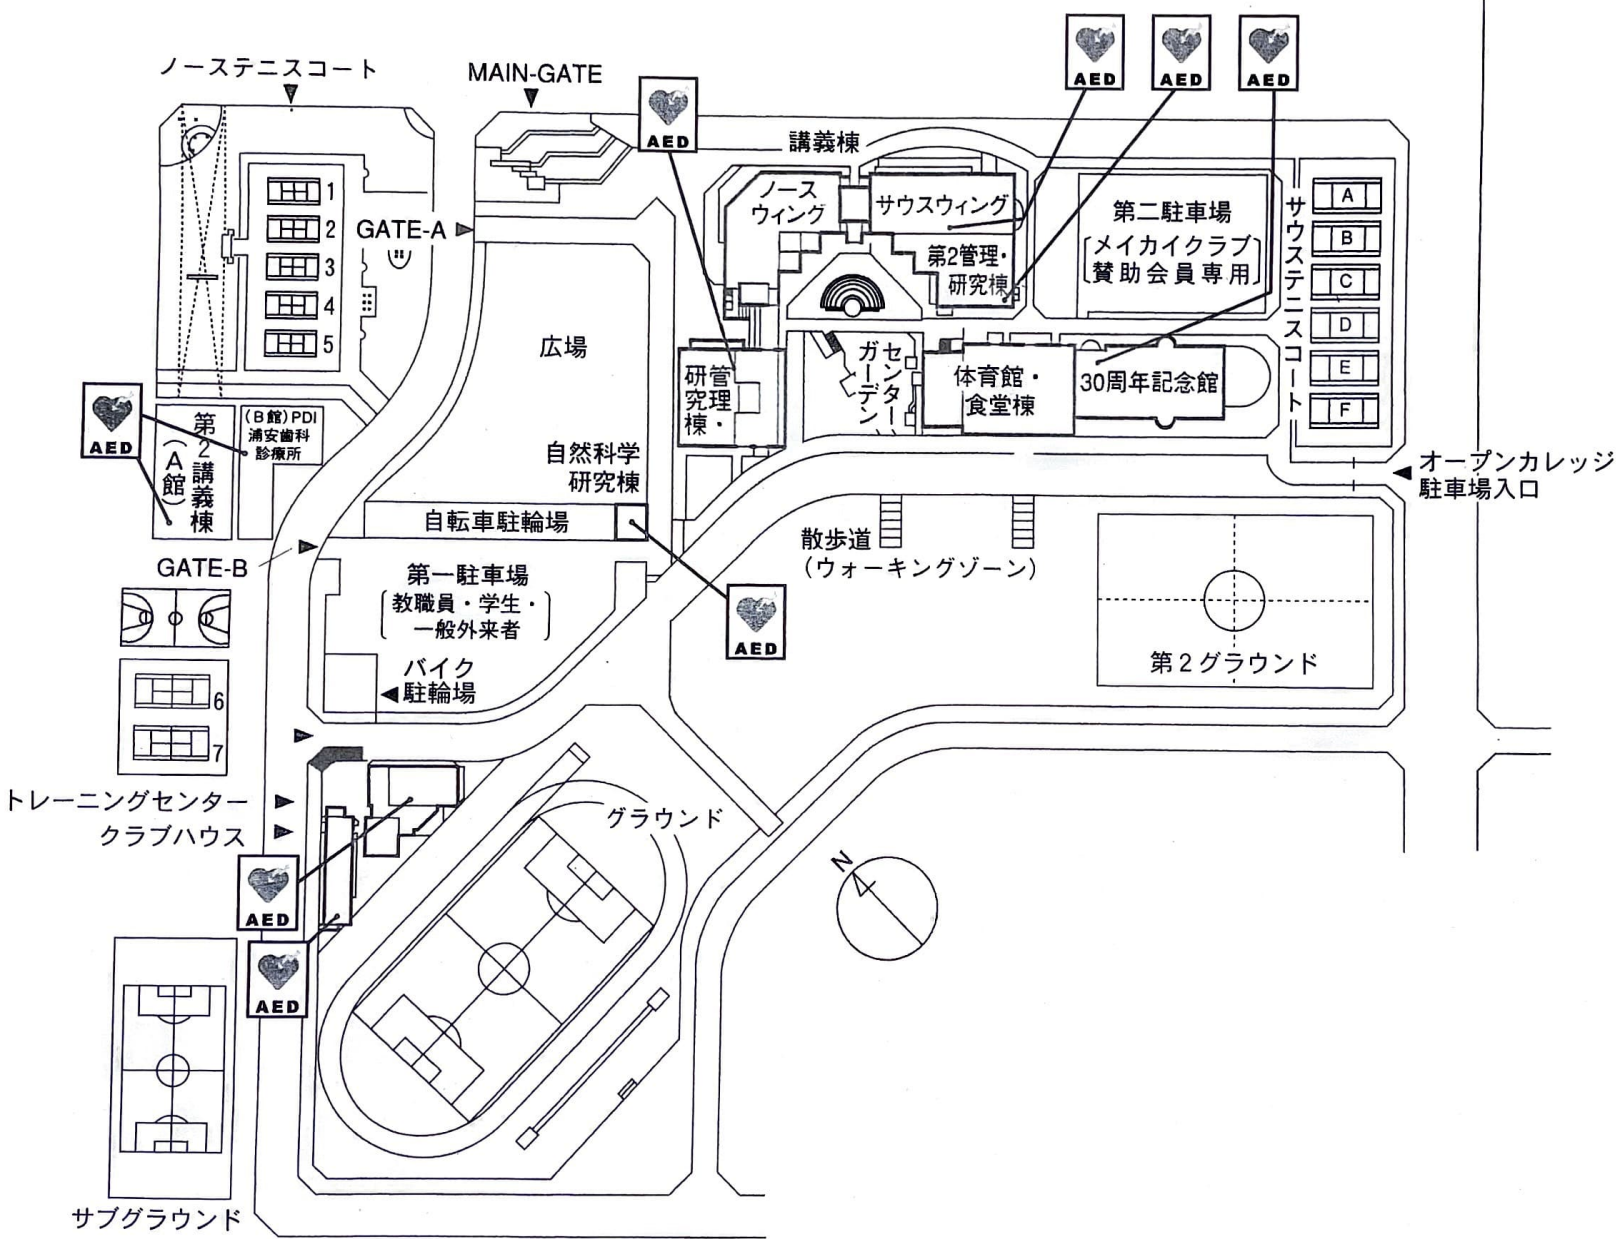 ノーステニスコート
MAIN-GATE
AED
AED
AED
AED
講義棟
1
2
3
4
5
GATE-A
ノース
ウィング
サウスウィング
第2管理・
研究棟
第二駐車場
〔メイカイクラブ
賛助会員専用〕
サウステニスコート
A
B
C
D
E
F
広場
管理・
研究棟
センター
ガーデン
体育館・
食堂棟
30周年記念館
AED
第2講義棟
(A館)
(B館)PDI
浦安歯科
診療所
自然科学
研究棟
自転車駐輪場
オープンカレッジ
駐車場入口
GATE-B
散歩道
(ウォーキングゾーン)
第一駐車場
〔教職員・学生・
一般外来者〕
AED
第2グラウンド
バイク
駐輪場
6
7
トレーニングセンター
クラブハウス
グラウンド
AED
AED
N
サブグラウンド